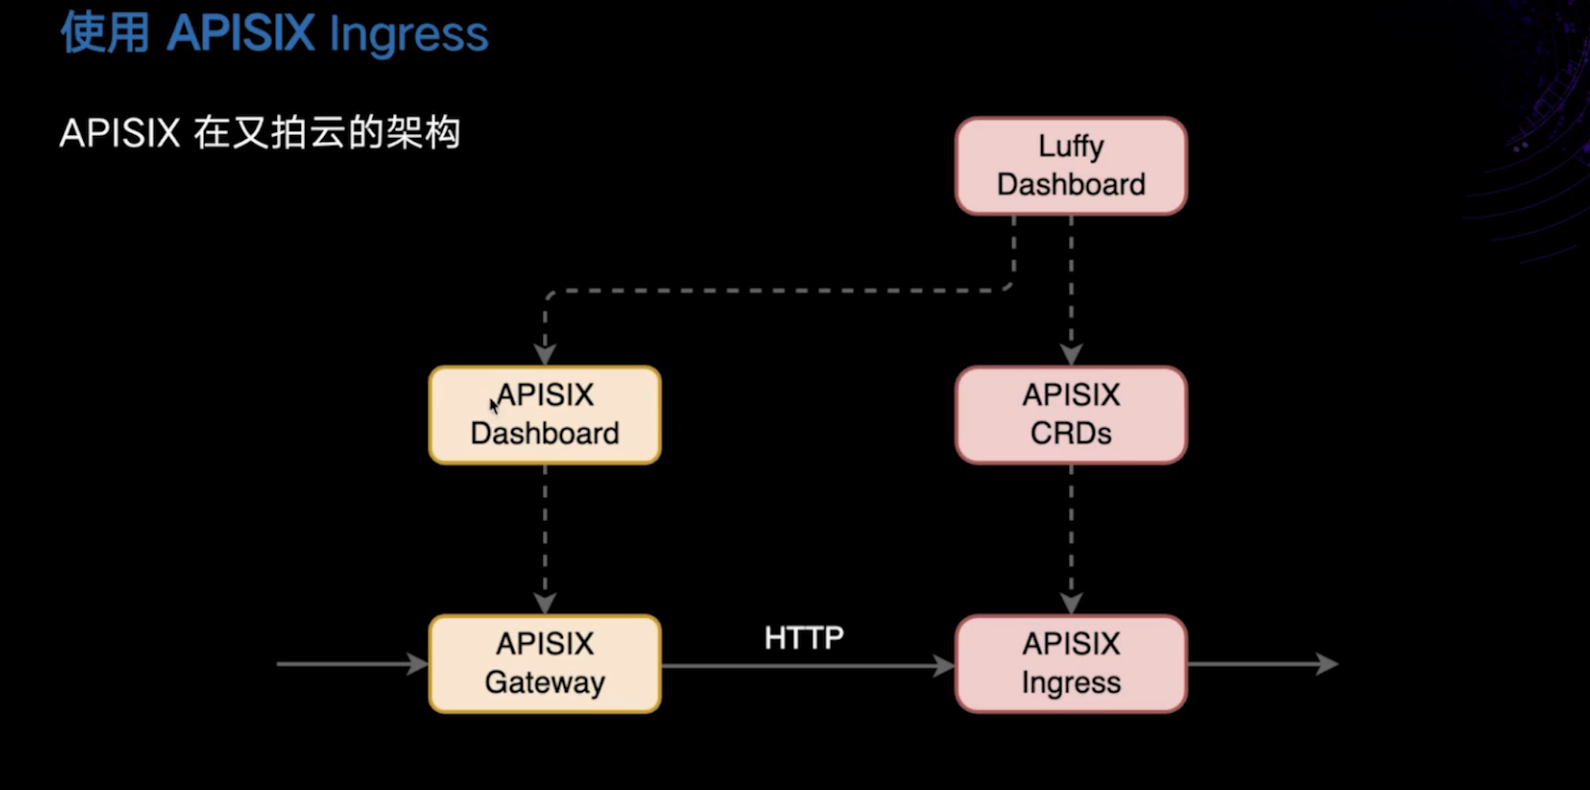 使用 APISIX Ingress
APISIX 在又拍云的架构
Luffy
Dashboard
APISIX
Dashboard
APISIX
CRDs
APISIX
Gateway
HTTP
APISIX
Ingress